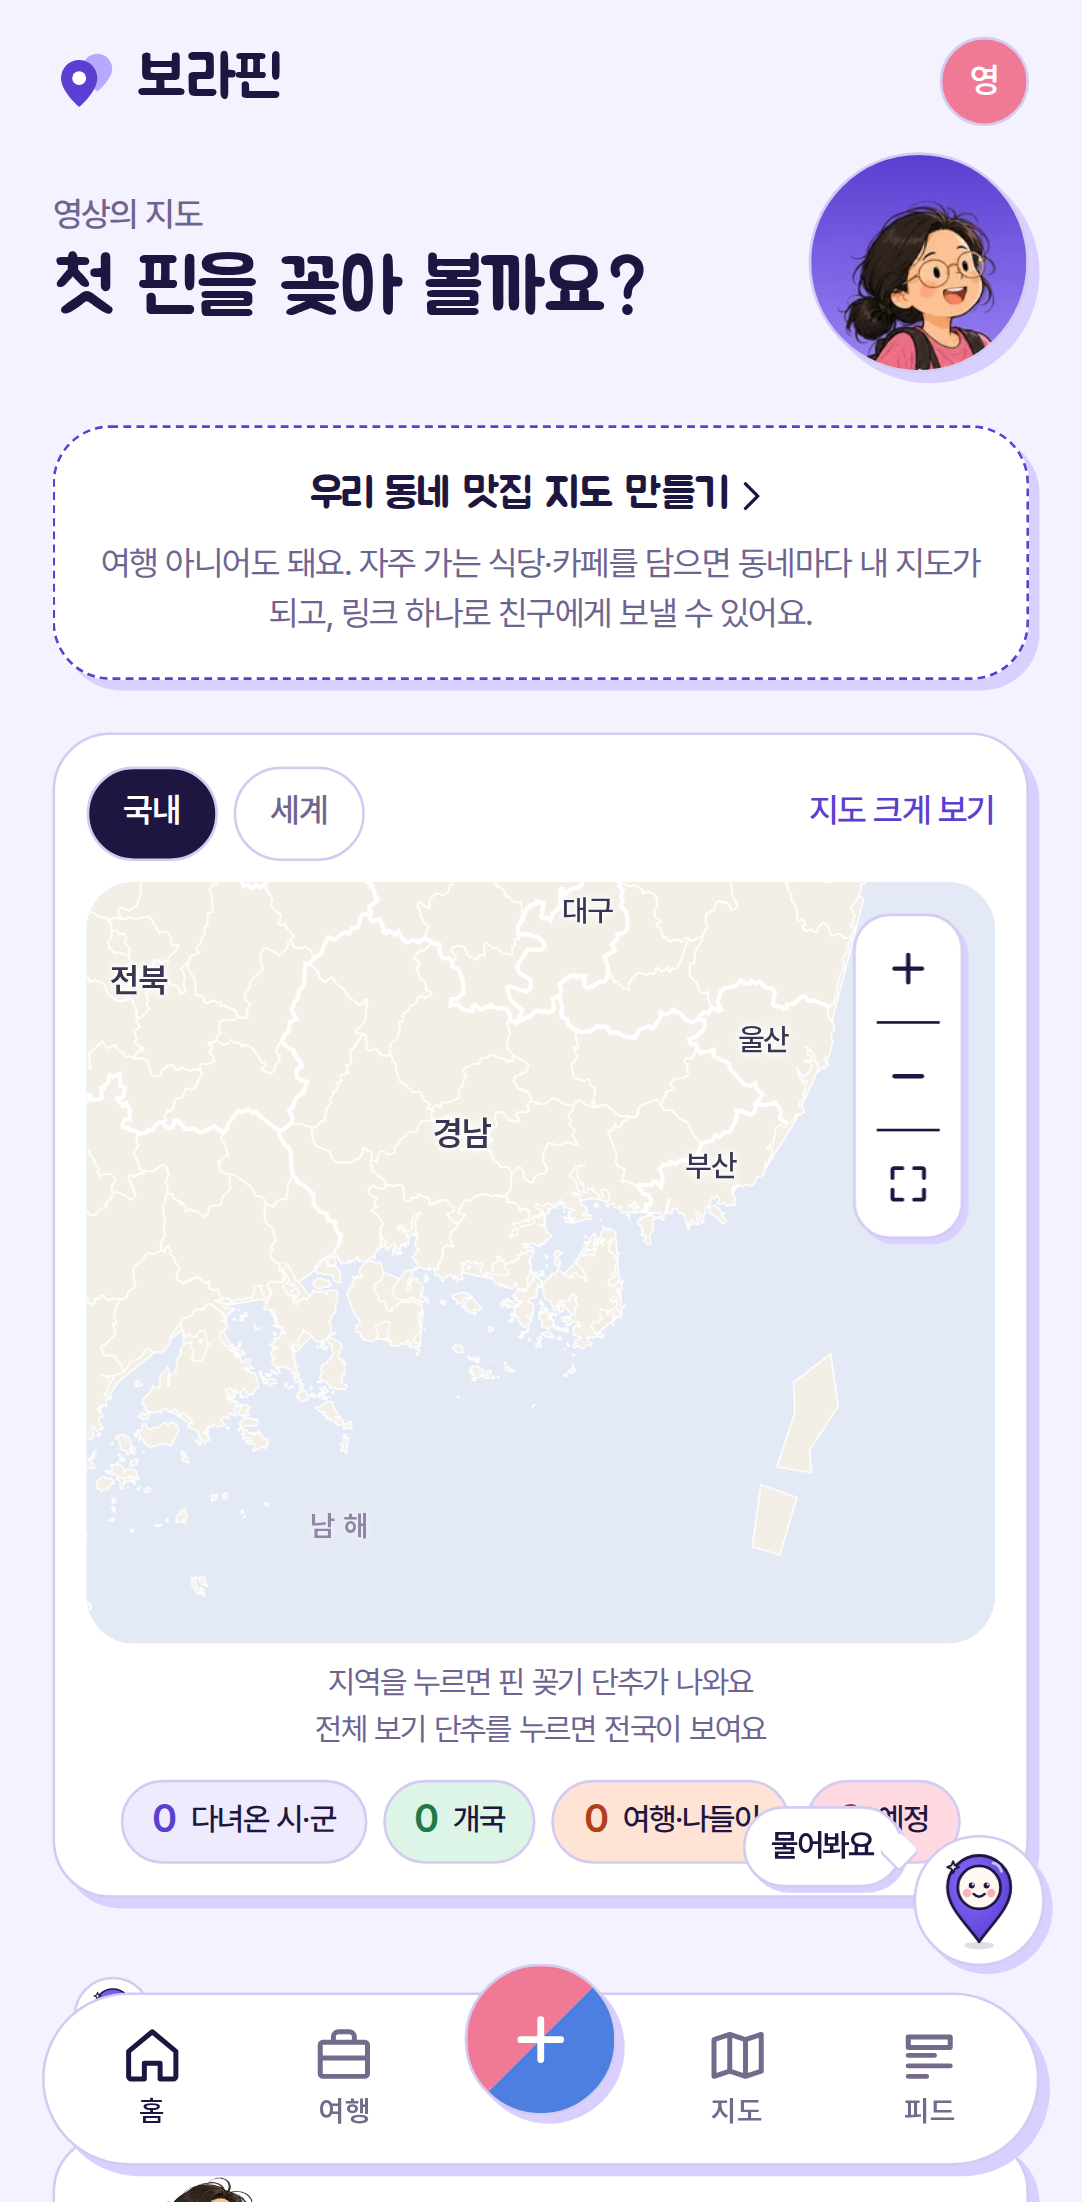 보라핀
영
영상의 지도
첫 핀을 꽂아 볼까요?
우리 동네 맛집 지도 만들기
여행 아니어도 돼요. 자주 가는 식당·카페를 담으면 동네마다 내 지도가
되고, 링크 하나로 친구에게 보낼 수 있어요.
국내
세계
지도 크게 보기
대구
전북
울산
경남
부산
남해
지역을 누르면 핀 꽂기 단추가 나와요
전체 보기 단추를 누르면 전국이 보여요
0 다녀온 시·군
0 개국
0 여행·나들이
예정
물어봐요
홈
여행
지도
피드